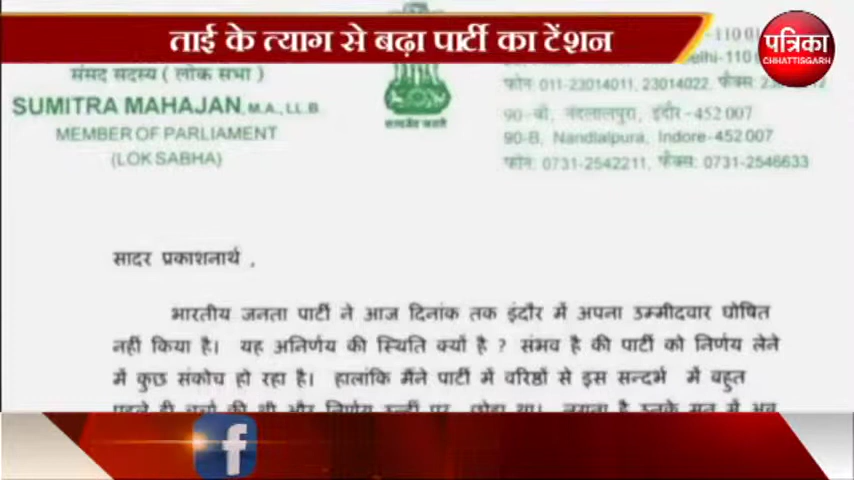 ताई के त्याग से बढ़ा पार्टी का टेंशन
पत्रिका
CHHATTISGARH
संसद सदस्य ( लोक सभा )
SUMITRA MAHAJAN, M.A., LL.B.
MEMBER OF PARLIAMENT
(LOK SABHA)
फोन: 011-23014011, 23014022, फैक्स:
90-बी, नंदलालपुरा, इंदौर-452 007
90-B, Nandlalpura, Indore-452 007
फोन: 0731-2542211, फैक्स: 0731-2546633
सादर प्रकाशनार्थ ,
भारतीय जनता पार्टी ने आज दिनांक तक इंदौर में अपना उम्मीदवार घोषित
नहीं किया है। यह अनिर्णय की स्थिति क्यों है ? संभव है की पार्टी को निर्णय लेने
में कुछ संकोच हो रहा है। हालांकि मैंने पार्टी में वरिष्ठों से इस सन्दर्भ में बहुत